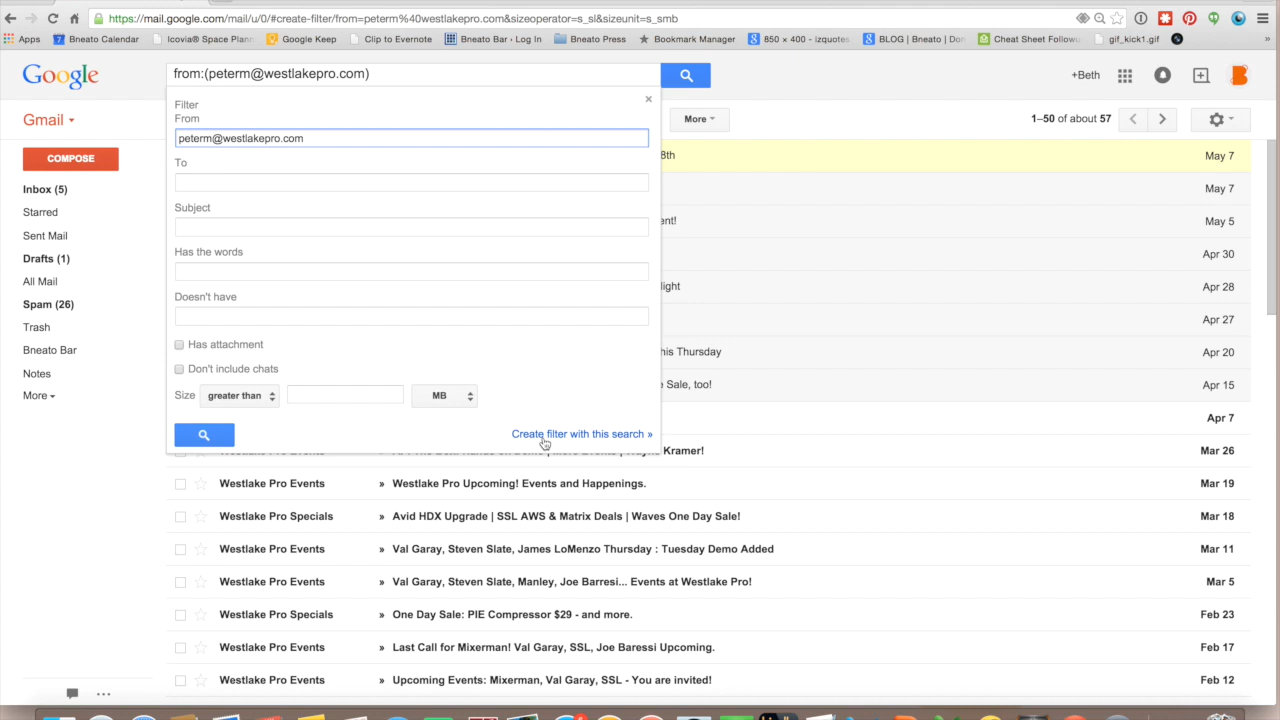 https://mail.google.com/mail/u/0/#create-filter/from=peterm%40westlakepro.com&sizeoperator=s_sl&sizeunit=s_smb
Apps 7 Bneato Calendar Icovia® Space Plann Google Keep Clip to Evernote Bneato Bar › Log In Bneato Press Bookmark Manager 850 × 400 - izquotes BLOG | Bneato | Don Cheat Sheet Followu gif_kick1.gif »
Google from:(peterm@westlakepro.com) +Beth
Filter
From
peterm@westlakepro.com
To
Subject
Has the words
Doesn't have
Has attachment
Don't include chats
Size greater than MB
Create filter with this search »
Gmail
COMPOSE
Inbox (5)
Starred
Sent Mail
Drafts (1)
All Mail
Spam (26)
Trash
Bneato Bar
Notes
More
More 1–50 of about 57
8th May 7
May 7
ent! May 5
Apr 30
light Apr 28
Apr 27
his Thursday Apr 20
Sale, too! Apr 15
Apr 7
Kramer! Mar 26
Westlake Pro Events » Westlake Pro Upcoming! Events and Happenings. Mar 19
Westlake Pro Specials » Avid HDX Upgrade | SSL AWS & Matrix Deals | Waves One Day Sale! Mar 18
Westlake Pro Events » Val Garay, Steven Slate, James LoMenzo Thursday : Tuesday Demo Added Mar 11
Westlake Pro Events » Val Garay, Steven Slate, Manley, Joe Barresi... Events at Westlake Pro! Mar 5
Westlake Pro Specials » One Day Sale: PIE Compressor $29 - and more. Feb 23
Westlake Pro Events » Last Call for Mixerman! Val Garay, SSL, Joe Baressi Upcoming. Feb 17
Westlake Pro Events » Upcoming Events: Mixerman, Val Garay, SSL - You are invited! Feb 12